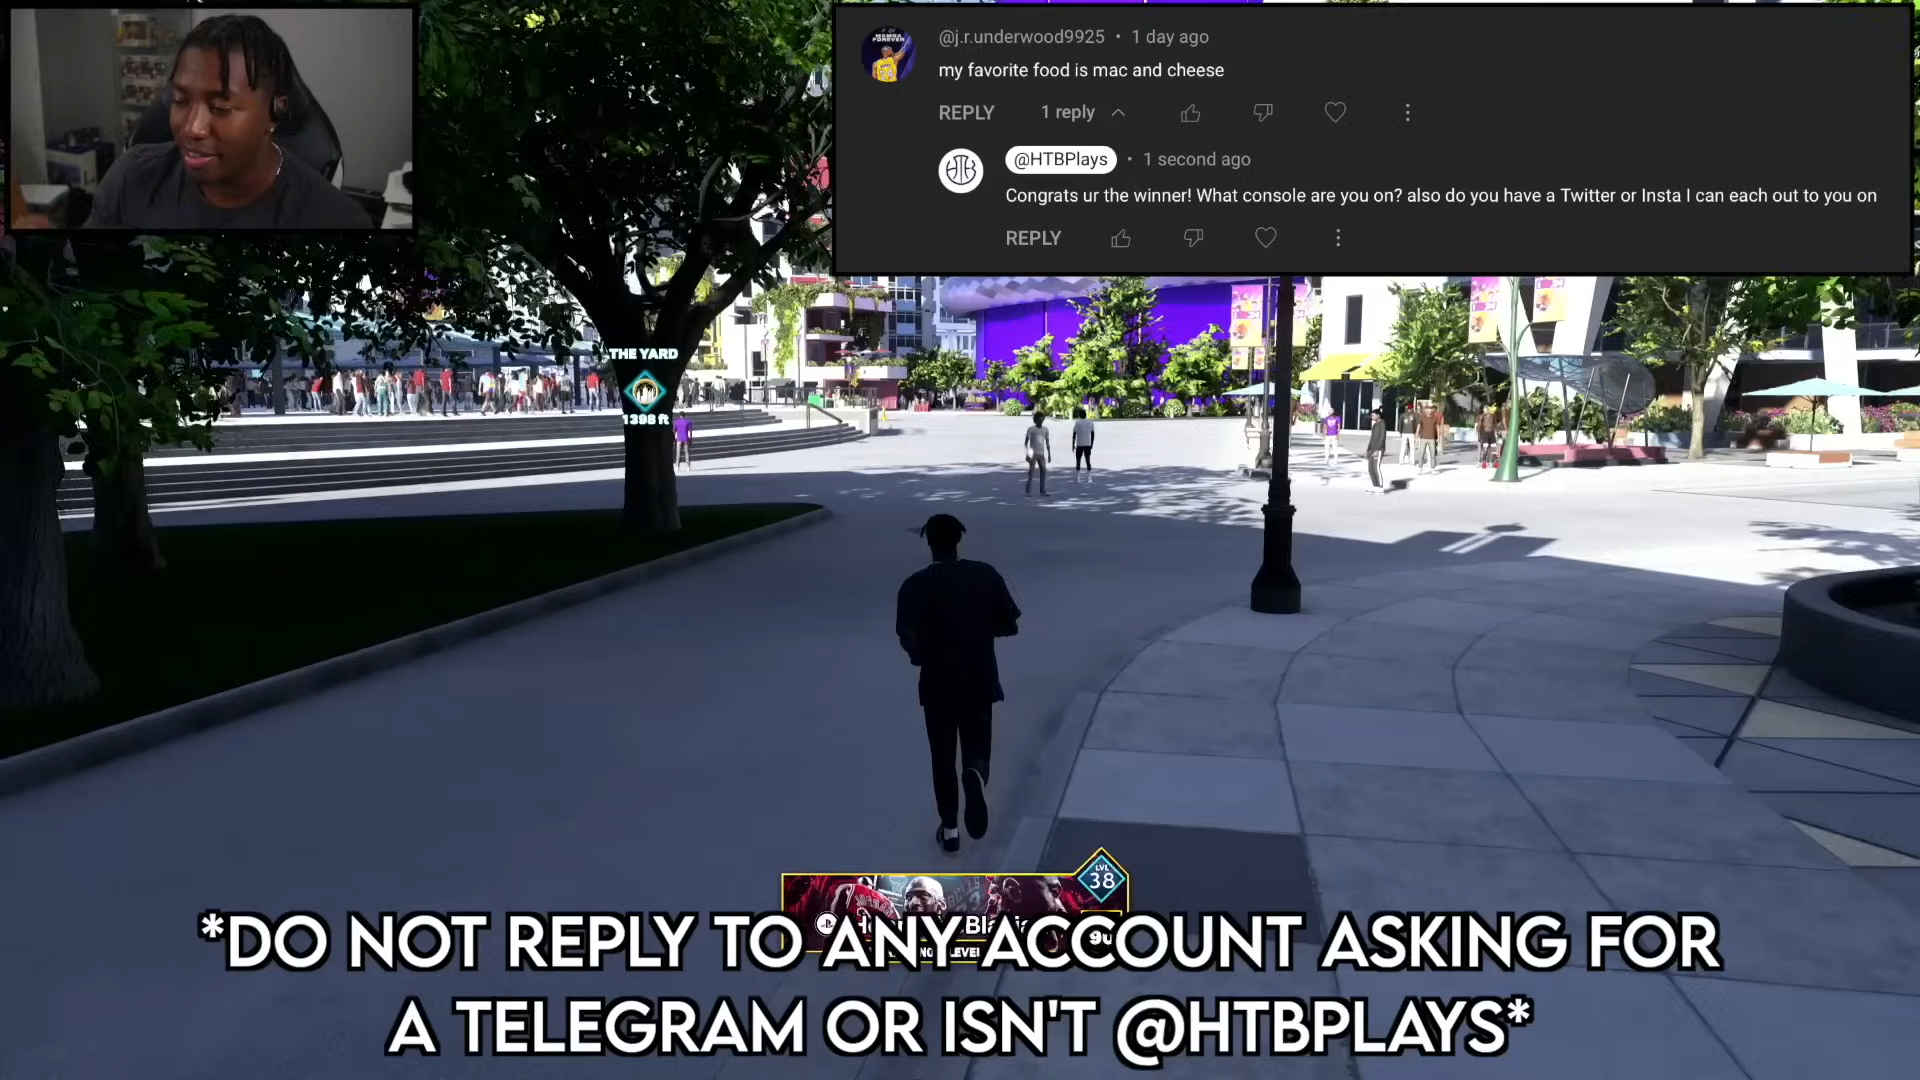 @j.r.underwood9925 • 1 day ago
my favorite food is mac and cheese
REPLY 1 reply
@HTBPlays • 1 second ago
Congrats ur the winner! What console are you on? also do you have a Twitter or Insta I can each out to you on
REPLY
THE YARD
1398 ft
LVL
38
*DO NOT REPLY TO ANY ACCOUNT ASKING FOR
A TELEGRAM OR ISN'T @HTBPLAYS*